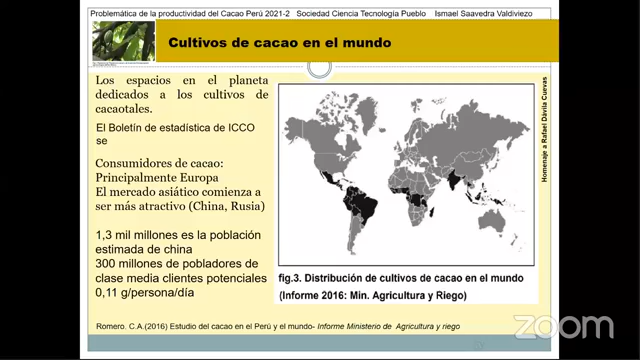 Problemática de la productividad del Cacao Perú 2021-2 Sociedad Ciencia Tecnología Pueblo Ismael Saavedra Valdiviezo
Cultivos de cacao en el mundo
Los espacios en el planeta
dedicados a los cultivos de
cacaotales.
El Boletín de estadística de ICCO
se
Consumidores de cacao:
Principalmente Europa
El mercado asiático comienza a
ser más atractivo (China, Rusia)
1,3 mil millones es la población
estimada de china
300 millones de pobladores de
clase media clientes potenciales
0,11 g/persona/día
Homenaje a Rafael Dávila Cuevas
fig.3. Distribución de cultivos de cacao en el mundo
(Informe 2016: Min. Agricultura y Riego)
Romero. C.A.(2016) Estudio del cacao en el Perú y el mundo- Informe Ministerio de Agricultura y riego
zoom